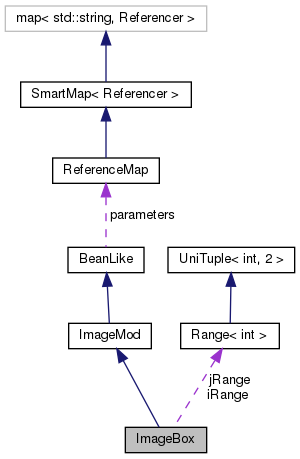 map< std::string, Referencer >
SmartMap< Referencer >
ReferenceMap
parameters
BeanLike
UniTuple< int, 2 >
ImageMod
Range< int >
jRange
iRange
ImageBox